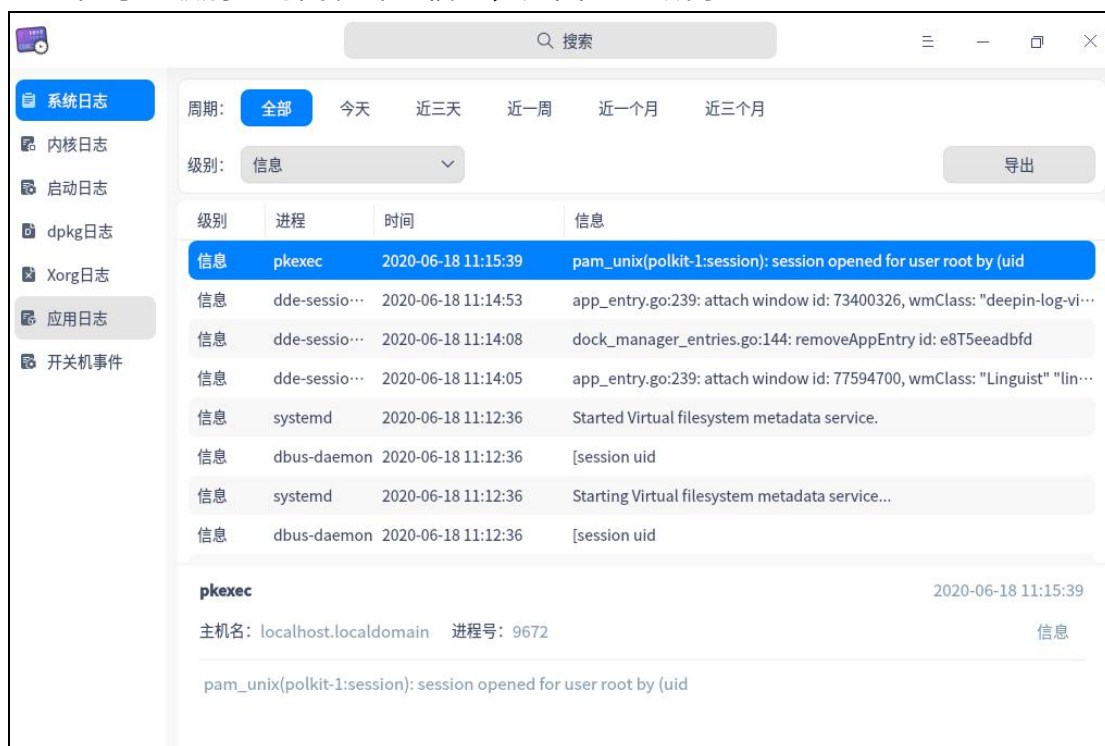 搜索
系统日志
内核日志
启动日志
dpkg日志
Xorg日志
应用日志
开关机事件
周期： 全部 今天 近三天 近一周 近一个月 近三个月
级别： 信息 导出
级别 进程 时间 信息
信息 pkexec 2020-06-18 11:15:39 pam_unix(polkit-1:session): session opened for user root by (uid
信息 dde-sessio··· 2020-06-18 11:14:53 app_entry.go:239: attach window id: 73400326, wmClass: "deepin-log-vi···
信息 dde-sessio··· 2020-06-18 11:14:08 dock_manager_entries.go:144: removeAppEntry id: e8T5eeadbfd
信息 dde-sessio··· 2020-06-18 11:14:05 app_entry.go:239: attach window id: 77594700, wmClass: "Linguist" "lin···
信息 systemd 2020-06-18 11:12:36 Started Virtual filesystem metadata service.
信息 dbus-daemon 2020-06-18 11:12:36 [session uid
信息 systemd 2020-06-18 11:12:36 Starting Virtual filesystem metadata service...
信息 dbus-daemon 2020-06-18 11:12:36 [session uid
pkexec 2020-06-18 11:15:39
主机名： localhost.localdomain 进程号： 9672 信息
pam_unix(polkit-1:session): session opened for user root by (uid